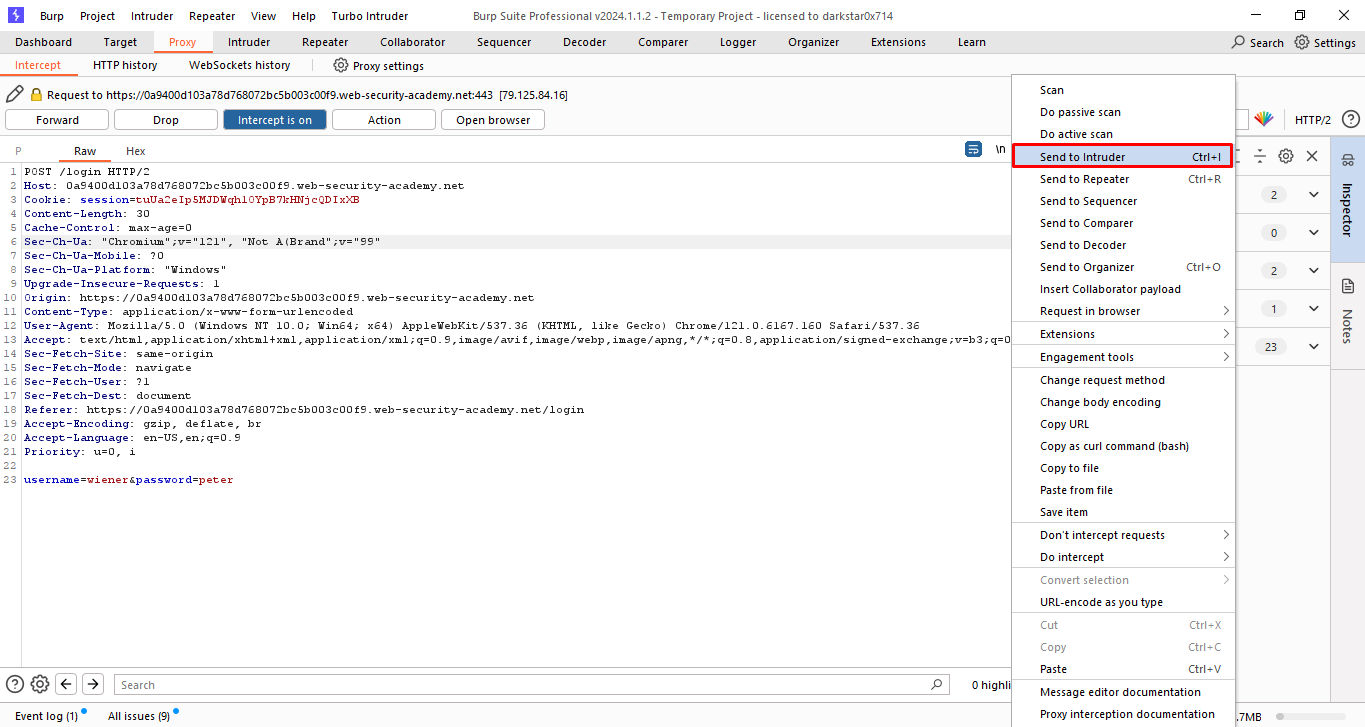 Burp Project Intruder Repeater View Help Turbo Intruder Burp Suite Professional v2024.1.1.2 - Temporary Project - licensed to darkstar0x714
Dashboard Target Proxy Intruder Repeater Collaborator Sequencer Decoder Comparer Logger Organizer Extensions Learn Search Settings
Intercept HTTP history WebSockets history Proxy settings
Request to https://0a9400d103a78d768072bc5b003c00f9.web-security-academy.net:443 [79.125.84.16]
Forward Drop Intercept is on Action Open browser HTTP/2
P Raw Hex \n
1 POST /login HTTP/2
2 Host: 0a9400d103a78d768072bc5b003c00f9.web-security-academy.net
3 Cookie: session=tuUa2eIp5MJDWqhl0YpB7kHNjcQDIxXB
4 Content-Length: 30
5 Cache-Control: max-age=0
6 Sec-Ch-Ua: "Chromium";v="121", "Not A(Brand";v="99"
7 Sec-Ch-Ua-Mobile: ?0
8 Sec-Ch-Ua-Platform: "Windows"
9 Upgrade-Insecure-Requests: 1
10 Origin: https://0a9400d103a78d768072bc5b003c00f9.web-security-academy.net
11 Content-Type: application/x-www-form-urlencoded
12 User-Agent: Mozilla/5.0 (Windows NT 10.0; Win64; x64) AppleWebKit/537.36 (KHTML, like Gecko) Chrome/121.0.6167.160 Safari/537.36
13 Accept: text/html,application/xhtml+xml,application/xml;q=0.9,image/avif,image/webp,image/apng,*/*;q=0.8,application/signed-exchange;v=b3;q=0
14 Sec-Fetch-Site: same-origin
15 Sec-Fetch-Mode: navigate
16 Sec-Fetch-User: ?1
17 Sec-Fetch-Dest: document
18 Referer: https://0a9400d103a78d768072bc5b003c00f9.web-security-academy.net/login
19 Accept-Encoding: gzip, deflate, br
20 Accept-Language: en-US,en;q=0.9
21 Priority: u=0, i
22
23 username=wiener&password=peter
Scan
Do passive scan
Do active scan
Send to Intruder Ctrl+I
Send to Repeater Ctrl+R
Send to Sequencer
Send to Comparer
Send to Decoder
Send to Organizer Ctrl+O
Insert Collaborator payload
Request in browser
Extensions
Engagement tools
Change request method
Change body encoding
Copy URL
Copy as curl command (bash)
Copy to file
Paste from file
Save item
Don't intercept requests
Do intercept
Convert selection
URL-encode as you type
Cut Ctrl+X
Copy Ctrl+C
Paste Ctrl+V
Message editor documentation
Proxy interception documentation
2
0
2
1
23
Inspector
Notes
Search 0 highli
Event log (1) All issues (9) .7MB